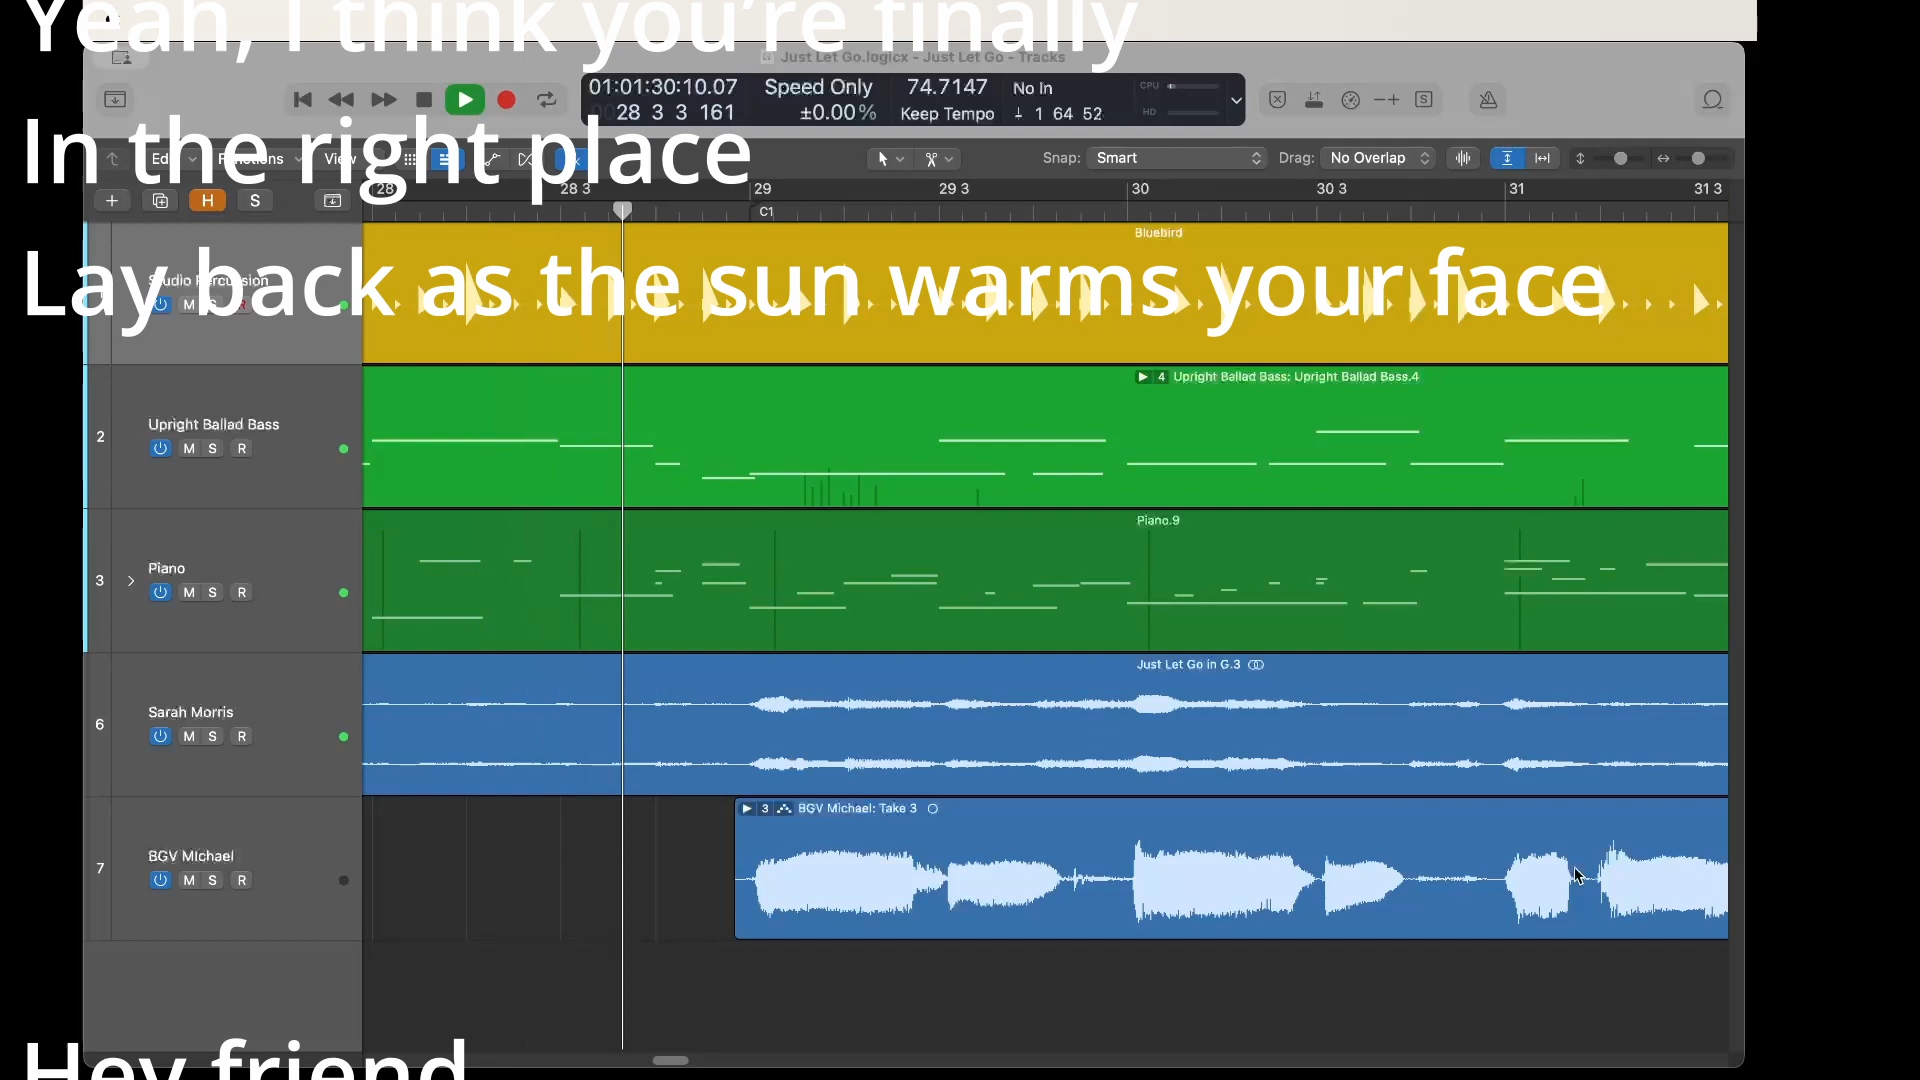 Yeah, I think you're finally
Just Let Go.logicx - Just Let Go - Tracks
01:01:30:10.07
28 3 3 161
Speed Only
±0.00%
74.7147
Keep Tempo
No In
1 64 52
CPU
HD
S
In the right place
View
Snap: Smart
Drag: No Overlap
+ H S
28 28 3 29 29 3 30 30 3 31 31 3
C1
Lay back as the sun warms your face
Bluebird
M
2
Upright Ballad Bass
M S R
4 Upright Ballad Bass: Upright Ballad Bass.4
3
Piano
M S R
Piano.9
6
Sarah Morris
M S R
Just Let Go in G.3
7
BGV Michael
M S R
3 BGV Michael: Take 3
Hey friend